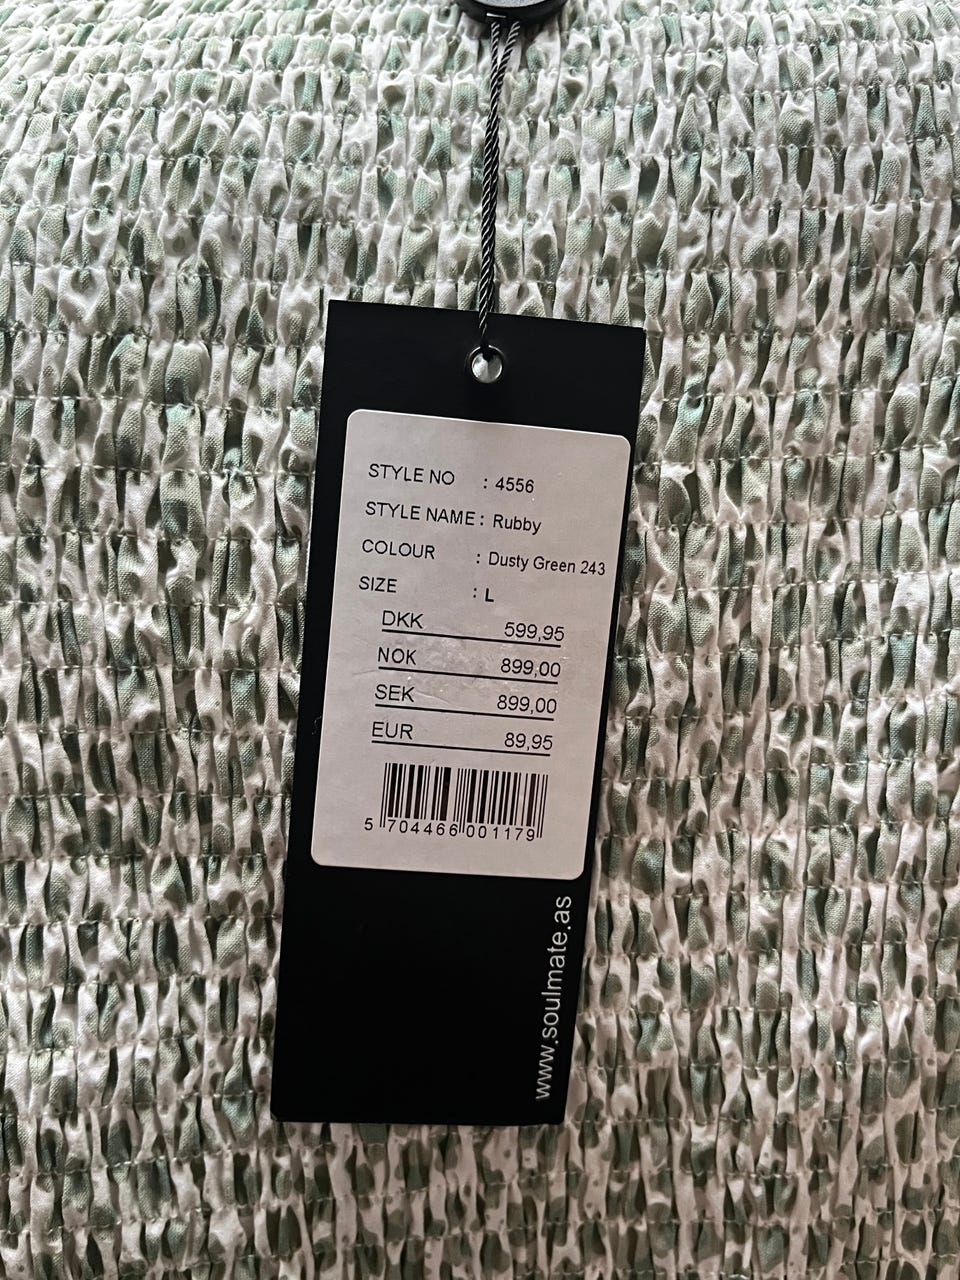 STYLE NO : 4556
STYLE NAME : Rubby
COLOUR : Dusty Green 243
SIZE : L
DKK 599,95
NOK 899,00
SEK 899,00
EUR 89,95
5 704466 001179
www.soulmate.as